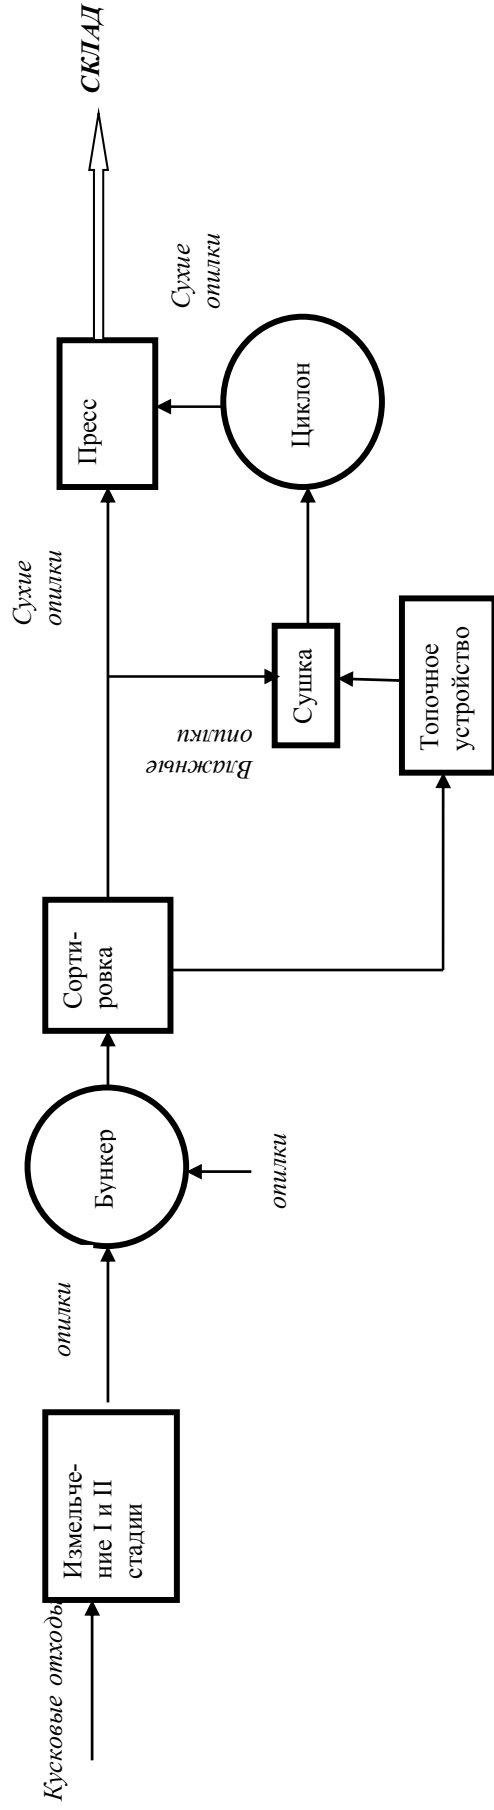 Кусковые отходы
Измельче-
ние I и II
стадии
опилки
Бункер
опилки
Сорти-
ровка
Сухие
опилки
Влажные
опилки
Сушка
Топочное
устройство
Циклон
Сухие
опилки
Пресс
СКЛАД